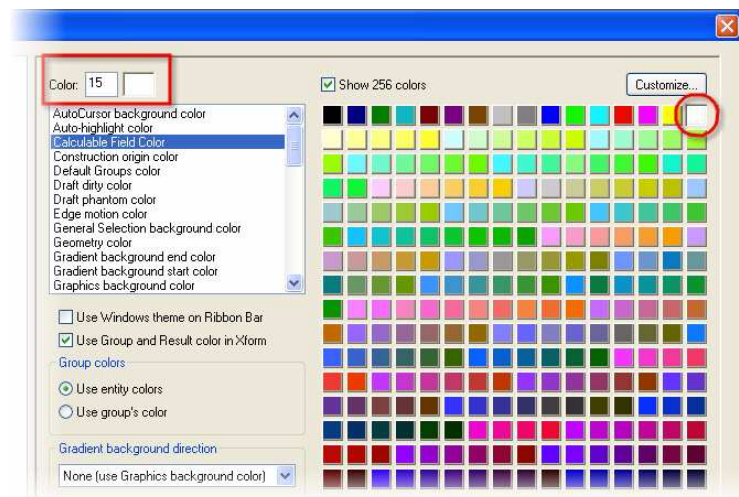 Color: 15
Show 256 colors
Customize...
AutoCursor background color
Auto-highlight color
Calculable Field Color
Construction origin color
Default Groups color
Draft dirty color
Draft phantom color
Edge motion color
General Selection background color
Geometry color
Gradient background end color
Gradient background start color
Graphics background color
Use Windows theme on Ribbon Bar
Use Group and Result color in Xform
Group colors
Use entity colors
Use group's color
Gradient background direction
None (use Graphics background color)